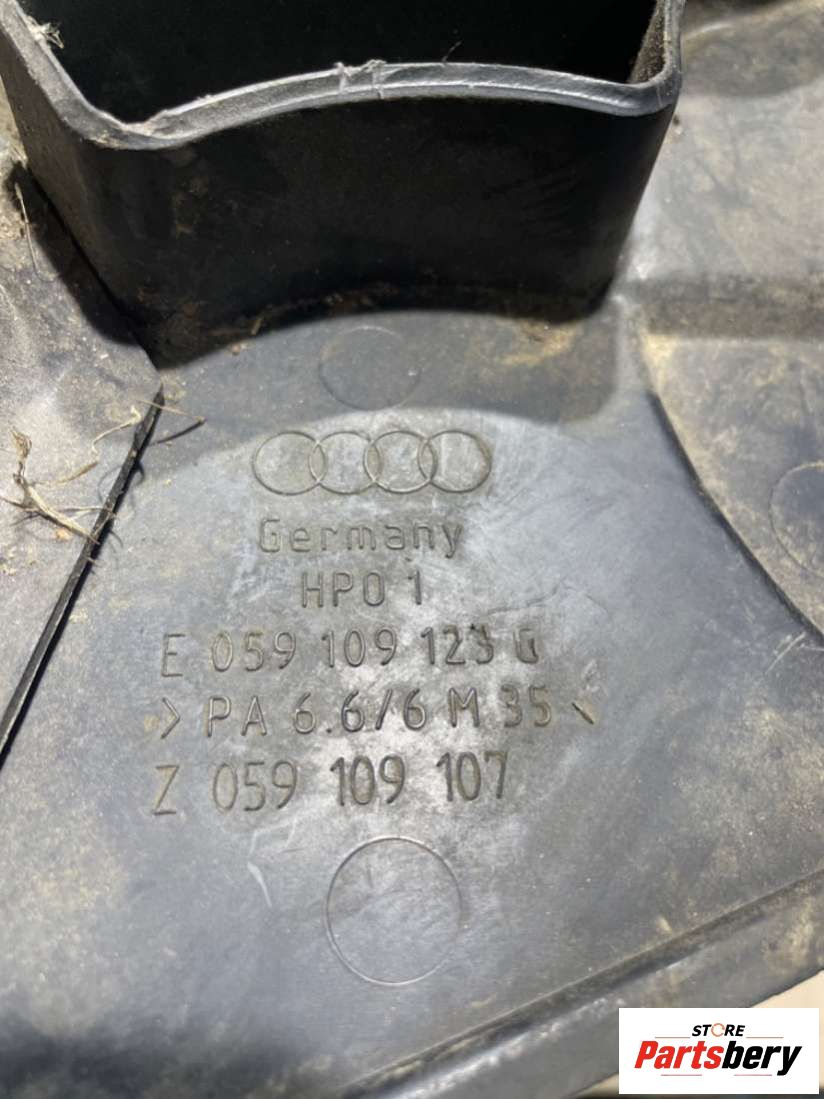 Germany
HPO 1
E 059 109 123 G
>PA 6.6/6 M 35<
Z 059 109 107
STORE
Partsbery